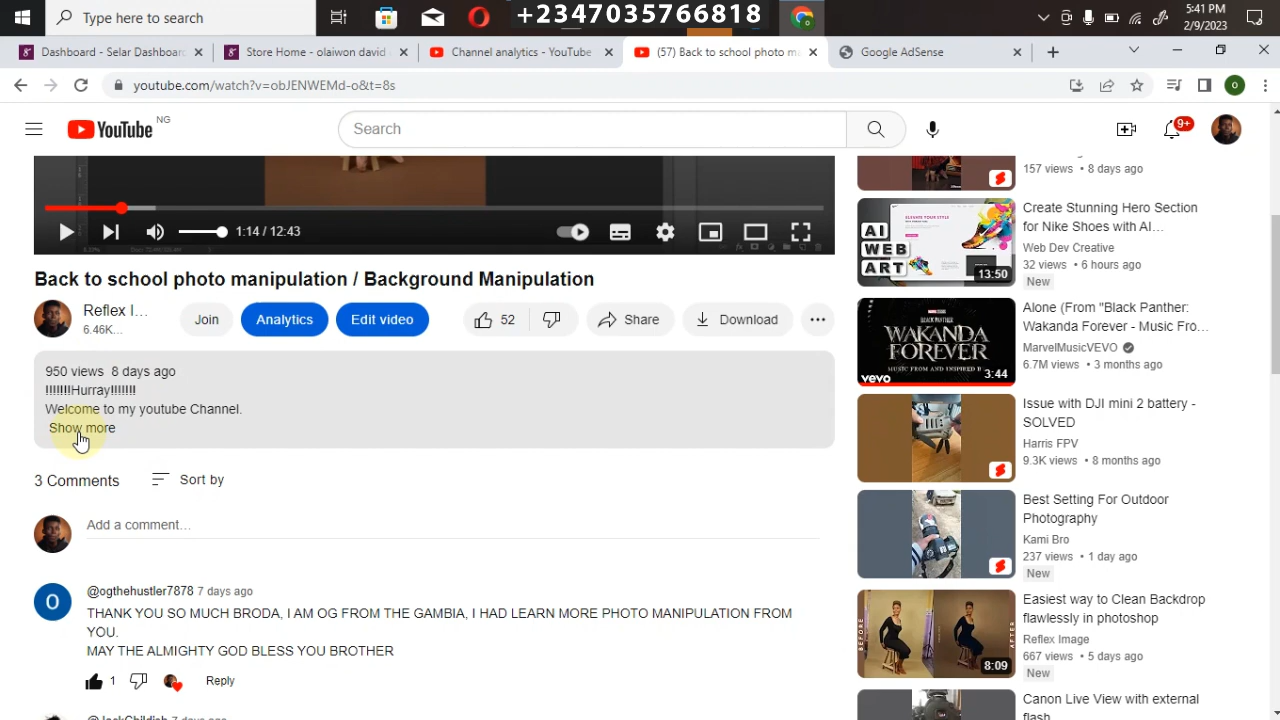 Type here to search
+2347035766818
5:41 PM
2/9/2023
Dashboard - Selar Dashboard
Store Home - olaiwon david
Channel analytics - YouTube
(57) Back to school photo m
Google AdSense
youtube.com/watch?v=objJENWEMd-o&t=8s
YouTube NG
Search
9+
1:14 / 12:43
Back to school photo manipulation / Background Manipulation
Reflex I...
6.46K...
Join
Analytics
Edit video
52
Share
Download
950 views 8 days ago
!!!!!!!Hurray!!!!!!!
Welcome to my youtube Channel.
Show more
3 Comments
Sort by
Add a comment...
@ogthehustler7878 7 days ago
THANK YOU SO MUCH BRODA, I AM OG FROM THE GAMBIA, I HAD LEARN MORE PHOTO MANIPULATION FROM
YOU.
MAY THE ALMIGHTY GOD BLESS YOU BROTHER
1
Reply
157 views • 8 days ago
AI
WEB
ART
13:50
Create Stunning Hero Section
for Nike Shoes with AI...
Web Dev Creative
32 views • 6 hours ago
New
WAKANDA
FOREVER
vevo
3:44
Alone (From "Black Panther:
Wakanda Forever - Music Fro...
MarvelMusicVEVO
6.7M views • 3 months ago
Issue with DJI mini 2 battery -
SOLVED
Harris FPV
9.3K views • 8 months ago
Best Setting For Outdoor
Photography
Kami Bro
237 views • 1 day ago
New
BEFORE
AFTER
8:09
Easiest way to Clean Backdrop
flawlessly in photoshop
Reflex Image
667 views • 5 days ago
New
Canon Live View with external
flash